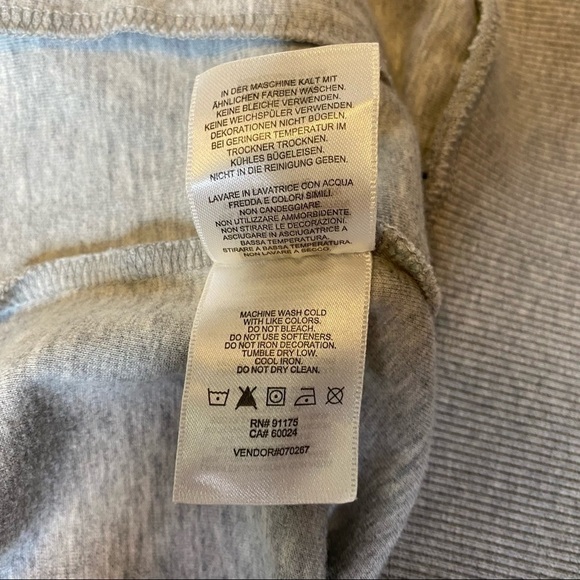 IN DER MASCHINE KALT MIT
ÄHNLICHEN FARBEN WASCHEN.
KEINE BLEICHE VERWENDEN.
KEINE WEICHSPÜLER VERWENDEN.
DEKORATIONEN NICHT BÜGELN.
BEI GERINGER TEMPERATUR IM
TROCKNER TROCKNEN.
KÜHLES BÜGELEISEN.
NICHT IN DIE REINIGUNG GEBEN.
LAVARE IN LAVATRICE CON ACQUA
FREDDA E COLORI SIMILI.
NON CANDEGGIARE.
NON UTILIZZARE AMMORBIDENTE.
NON STIRARE LE DECORAZIONI.
ASCIUGARE IN ASCIUGATRICE A
BASSA TEMPERATURA.
STIRARE A BASSA TEMPERATURA.
NON LAVARE A SECCO.
MACHINE WASH COLD
WITH LIKE COLORS.
DO NOT BLEACH.
DO NOT USE SOFTENERS.
DO NOT IRON DECORATION.
TUMBLE DRY LOW.
COOL IRON.
DO NOT DRY CLEAN.
RN# 91175
CA# 60024
VENDOR#070267